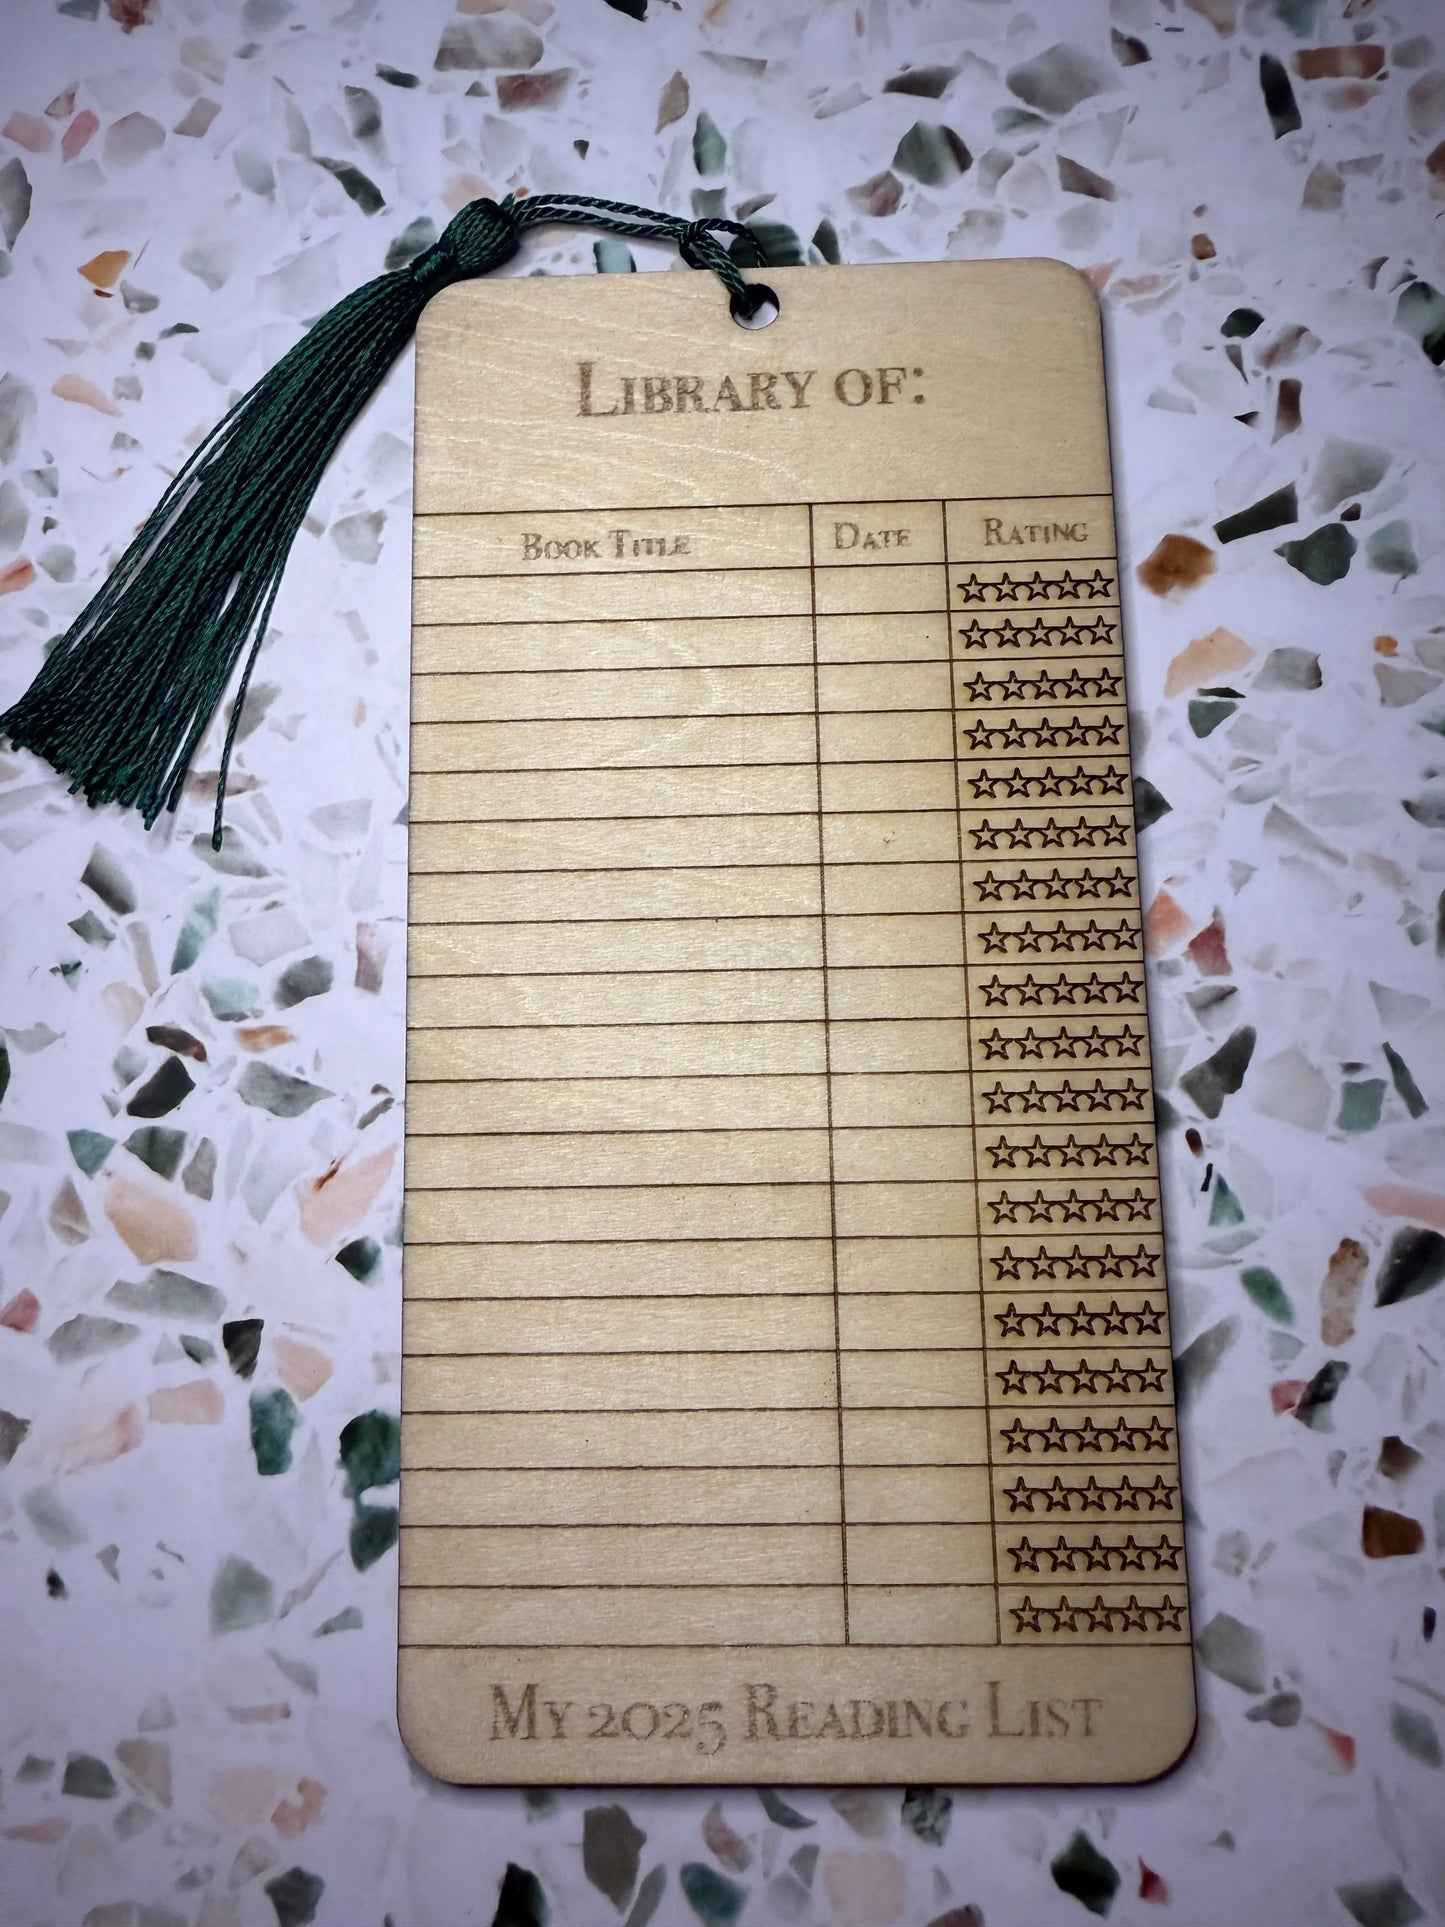 Library of:
Book Title Date Rating
My 2025 Reading List